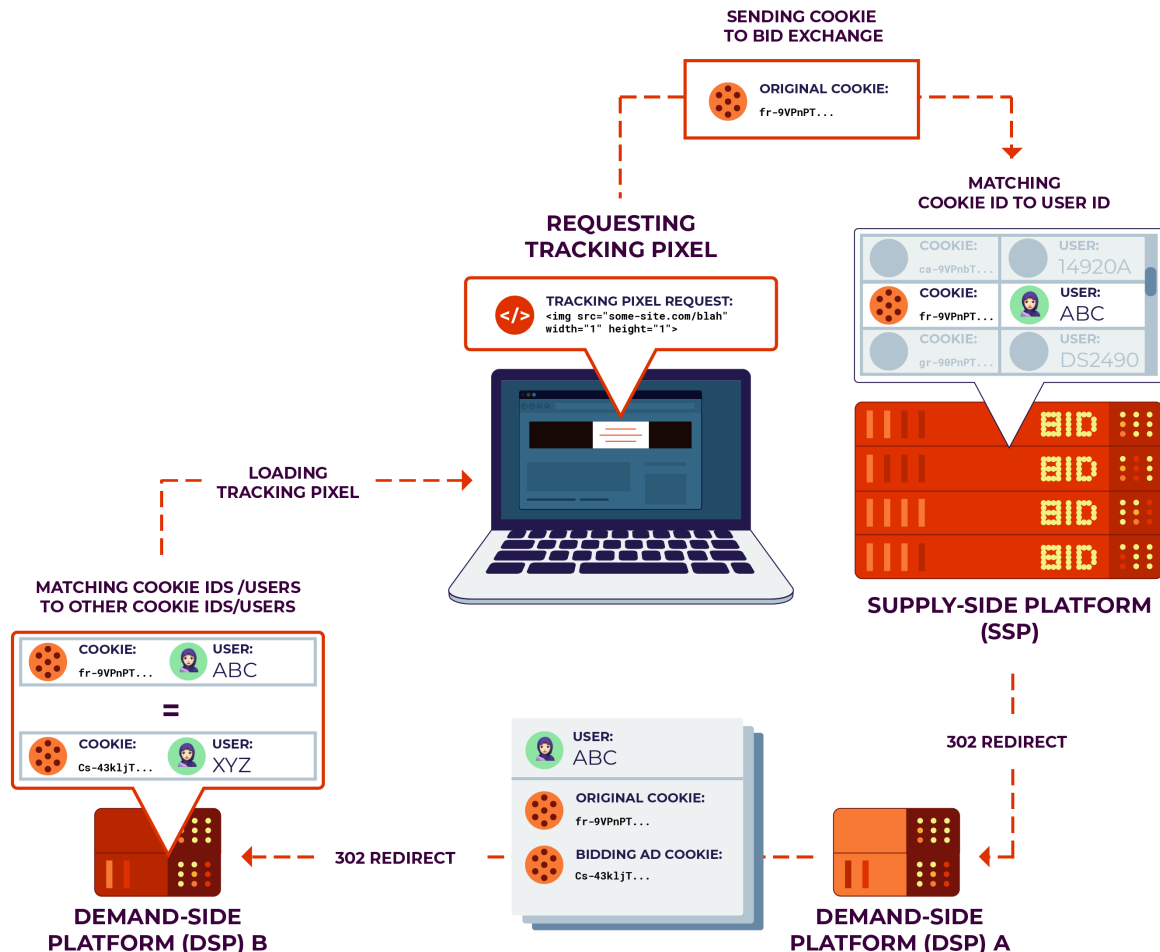 SENDING COOKIE
TO BID EXCHANGE
ORIGINAL COOKIE:
fr-9VPnPT...
MATCHING
COOKIE ID TO USER ID
COOKIE:
ca-9VPnbT...
USER:
14920A
COOKIE:
fr-9VPnPT...
USER:
ABC
COOKIE:
gr-90PnPT...
USER:
DS2490
REQUESTING
TRACKING PIXEL
</>
TRACKING PIXEL REQUEST:
<img src="some-site.com/blah"
width="1" height="1">
BID
BID
BID
BID
SUPPLY-SIDE PLATFORM
(SSP)
LOADING
TRACKING PIXEL
MATCHING COOKIE IDS /USERS
TO OTHER COOKIE IDS/USERS
COOKIE:
fr-9VPnPT...
USER:
ABC
=
COOKIE:
Cs-43kljT...
USER:
XYZ
302 REDIRECT
USER:
ABC
ORIGINAL COOKIE:
fr-9VPnPT...
BIDDING AD COOKIE:
Cs-43kljT...
302 REDIRECT
DEMAND-SIDE
PLATFORM (DSP) B
DEMAND-SIDE
PLATFORM (DSP) A